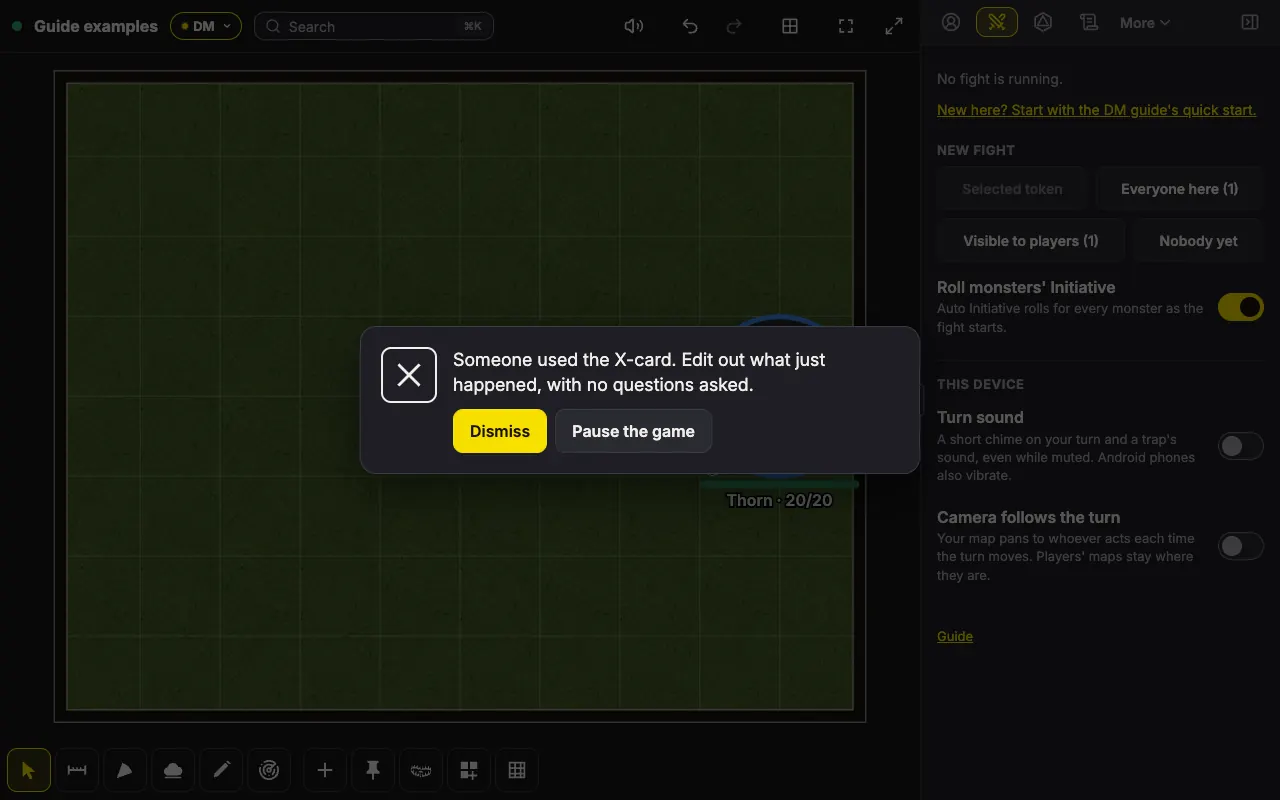 Guide examples
DM
Search
⌘K
More
No fight is running.
New here? Start with the DM guide's quick start.
NEW FIGHT
Selected token
Everyone here (1)
Visible to players (1)
Nobody yet
Roll monsters' Initiative
Auto Initiative rolls for every monster as the
fight starts.
Someone used the X-card. Edit out what just
happened, with no questions asked.
Dismiss
Pause the game
Thorn · 20/20
THIS DEVICE
Turn sound
A short chime on your turn and a trap's
sound, even while muted. Android phones
also vibrate.
Camera follows the turn
Your map pans to whoever acts each time
the turn moves. Players' maps stay where
they are.
Guide